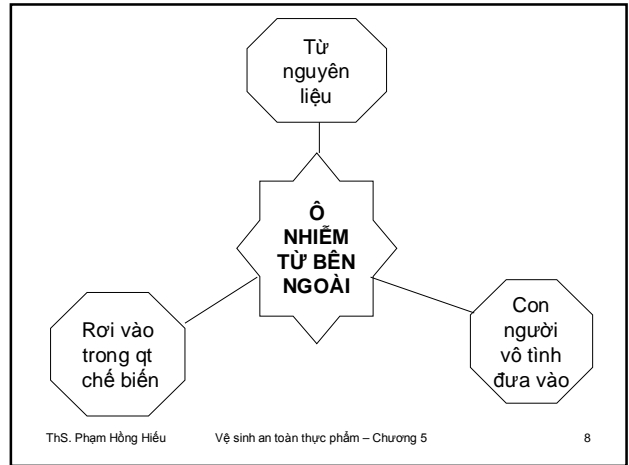 Từ
nguyên
liệu
Ô
NHIỄM
TỪ BÊN
NGOÀI
Rơi vào
trong qt
chế biến
Con
người
vô tình
đưa vào
ThS. Phạm Hồng Hiếu Vệ sinh an toàn thực phẩm – Chương 5 8